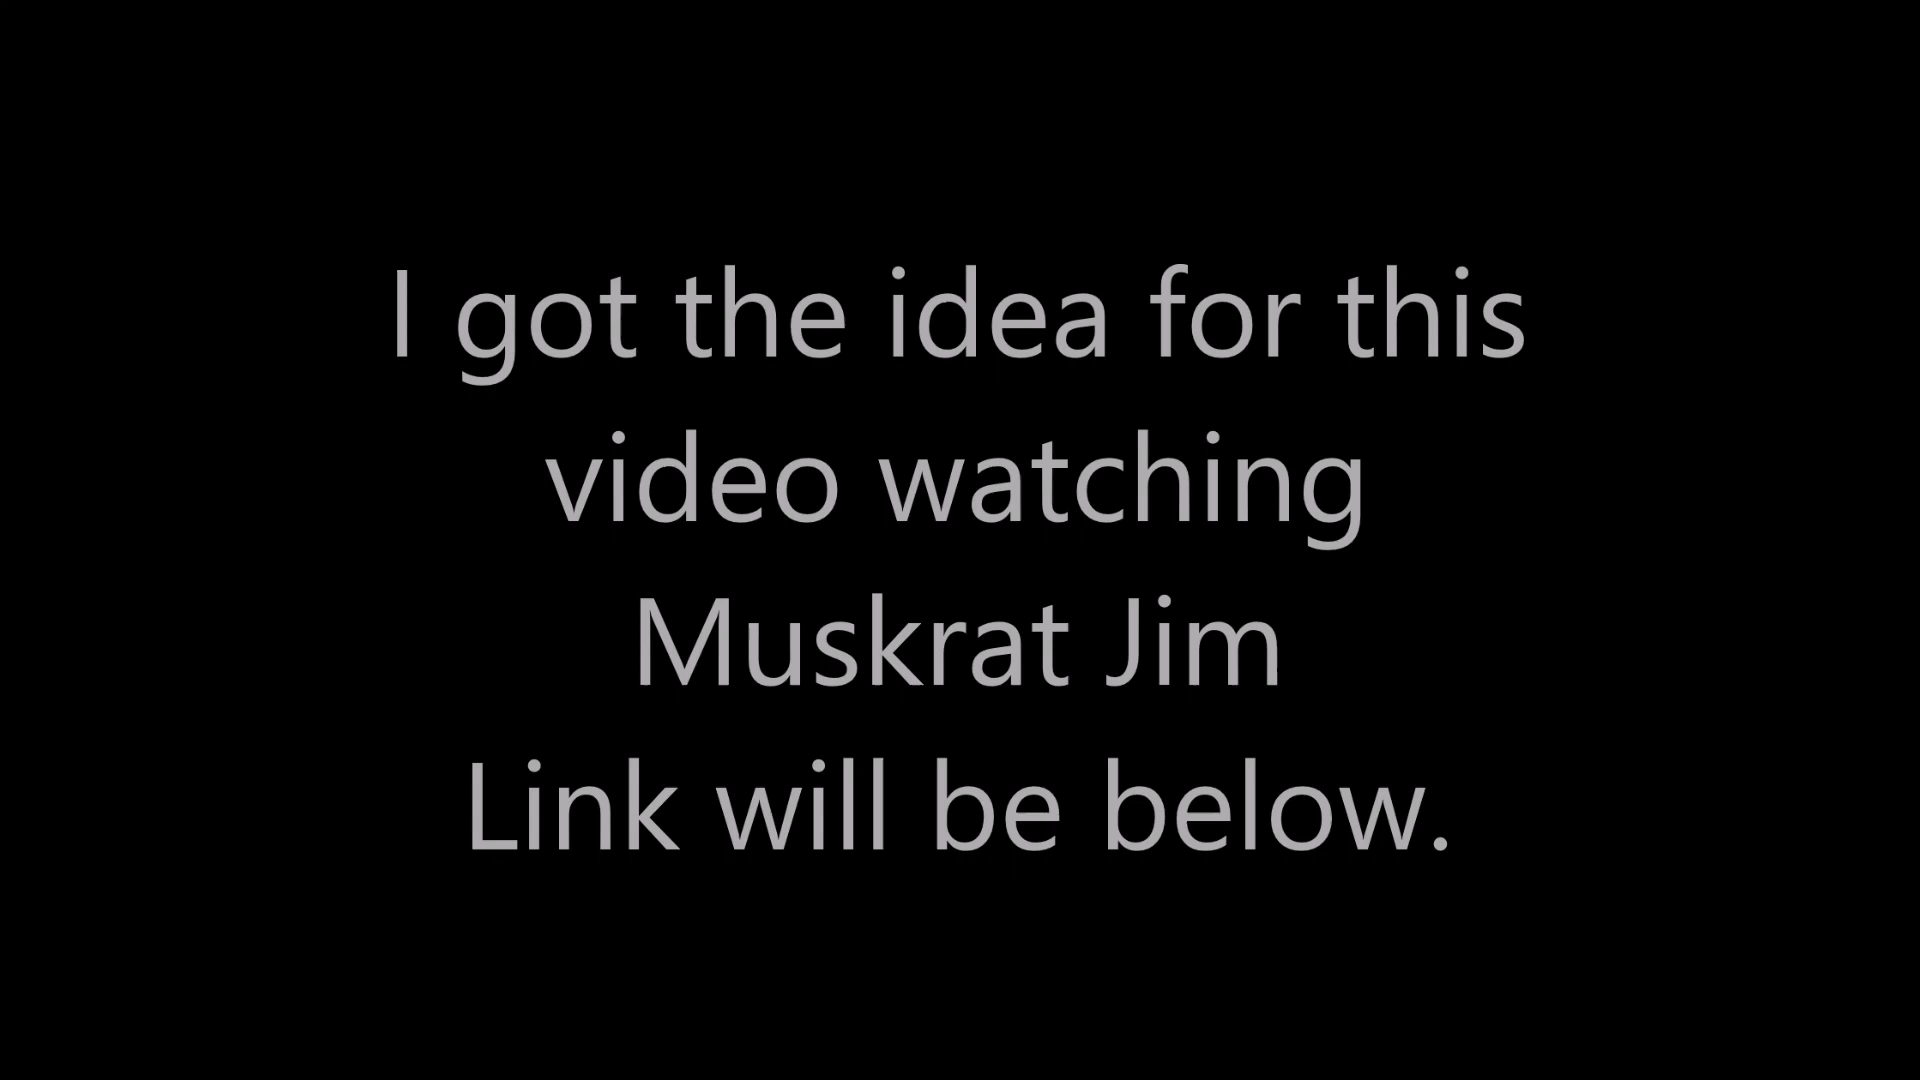 I got the idea for this
video watching
Muskrat Jim
Link will be below.